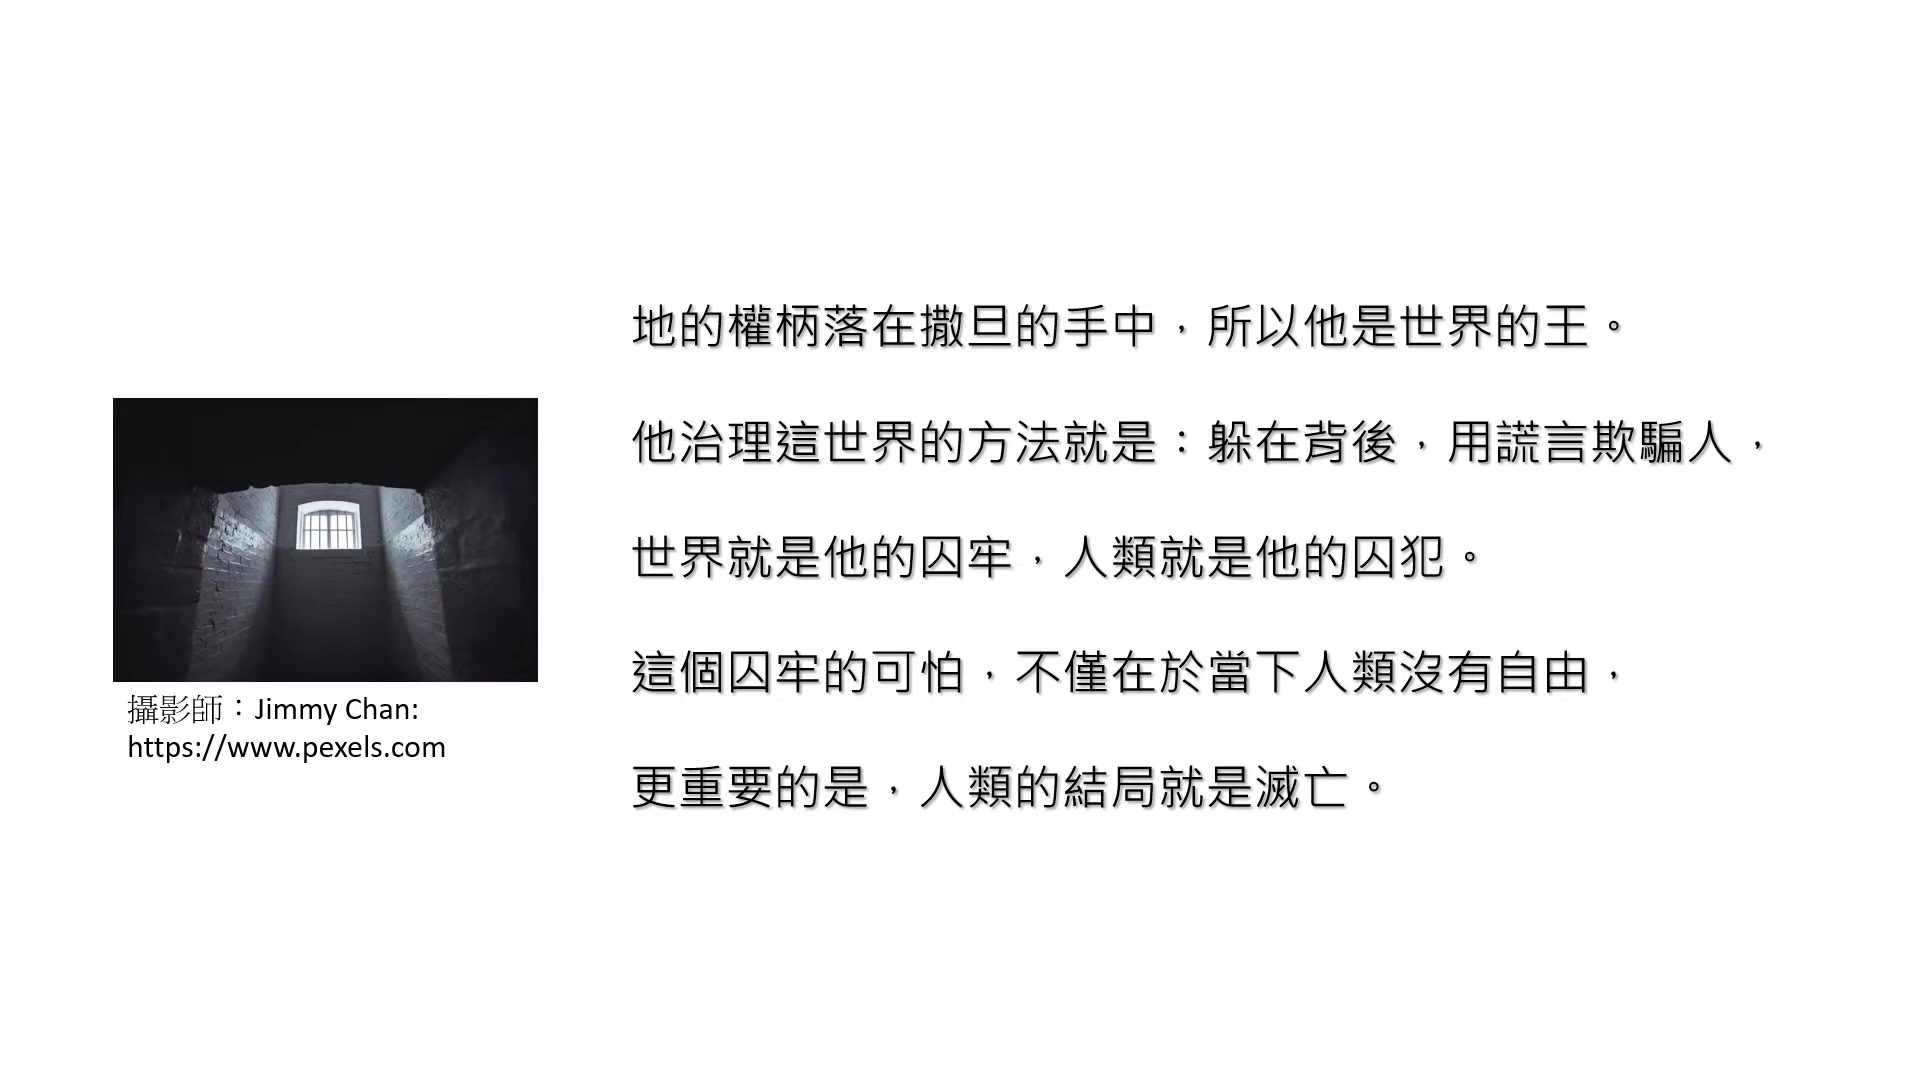 地的權柄落在撒旦的手中，所以他是世界的王。
他治理這世界的方法就是：躲在背後，用謊言欺騙人，
世界就是他的囚牢，人類就是他的囚犯。
這個囚牢的可怕，不僅在於當下人類沒有自由，
更重要的是，人類的結局就是滅亡。
攝影師：Jimmy Chan:
https://www.pexels.com